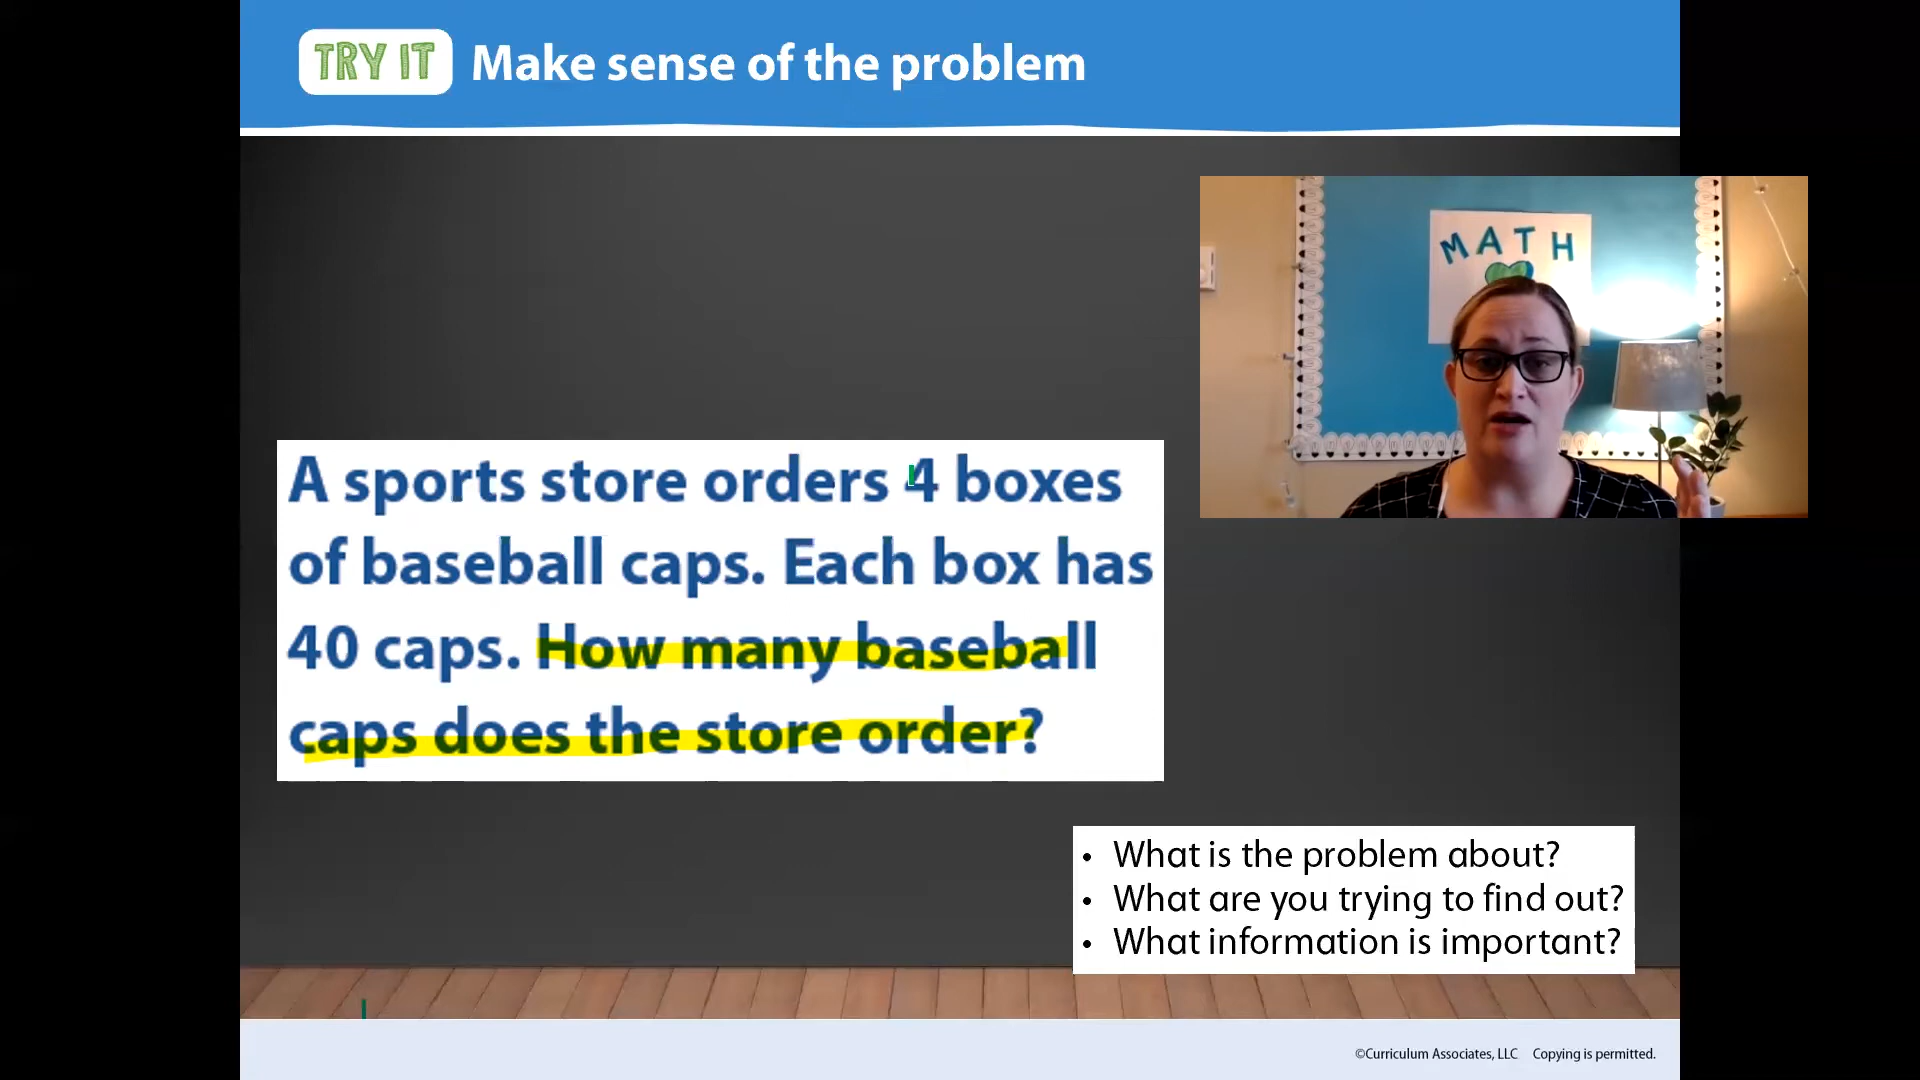 TRY IT Make sense of the problem
MATH
A sports store orders 4 boxes
of baseball caps. Each box has
40 caps. How many baseball
caps does the store order?
• What is the problem about?
• What are you trying to find out?
• What information is important?
©Curriculum Associates, LLC Copying is permitted.